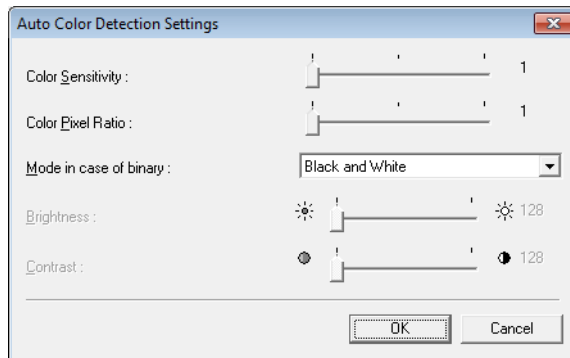 Auto Color Detection Settings
Color Sensitivity : 1
Color Pixel Ratio : 1
Mode in case of binary : Black and White
Brightness : 128
Contrast : 128
OK Cancel